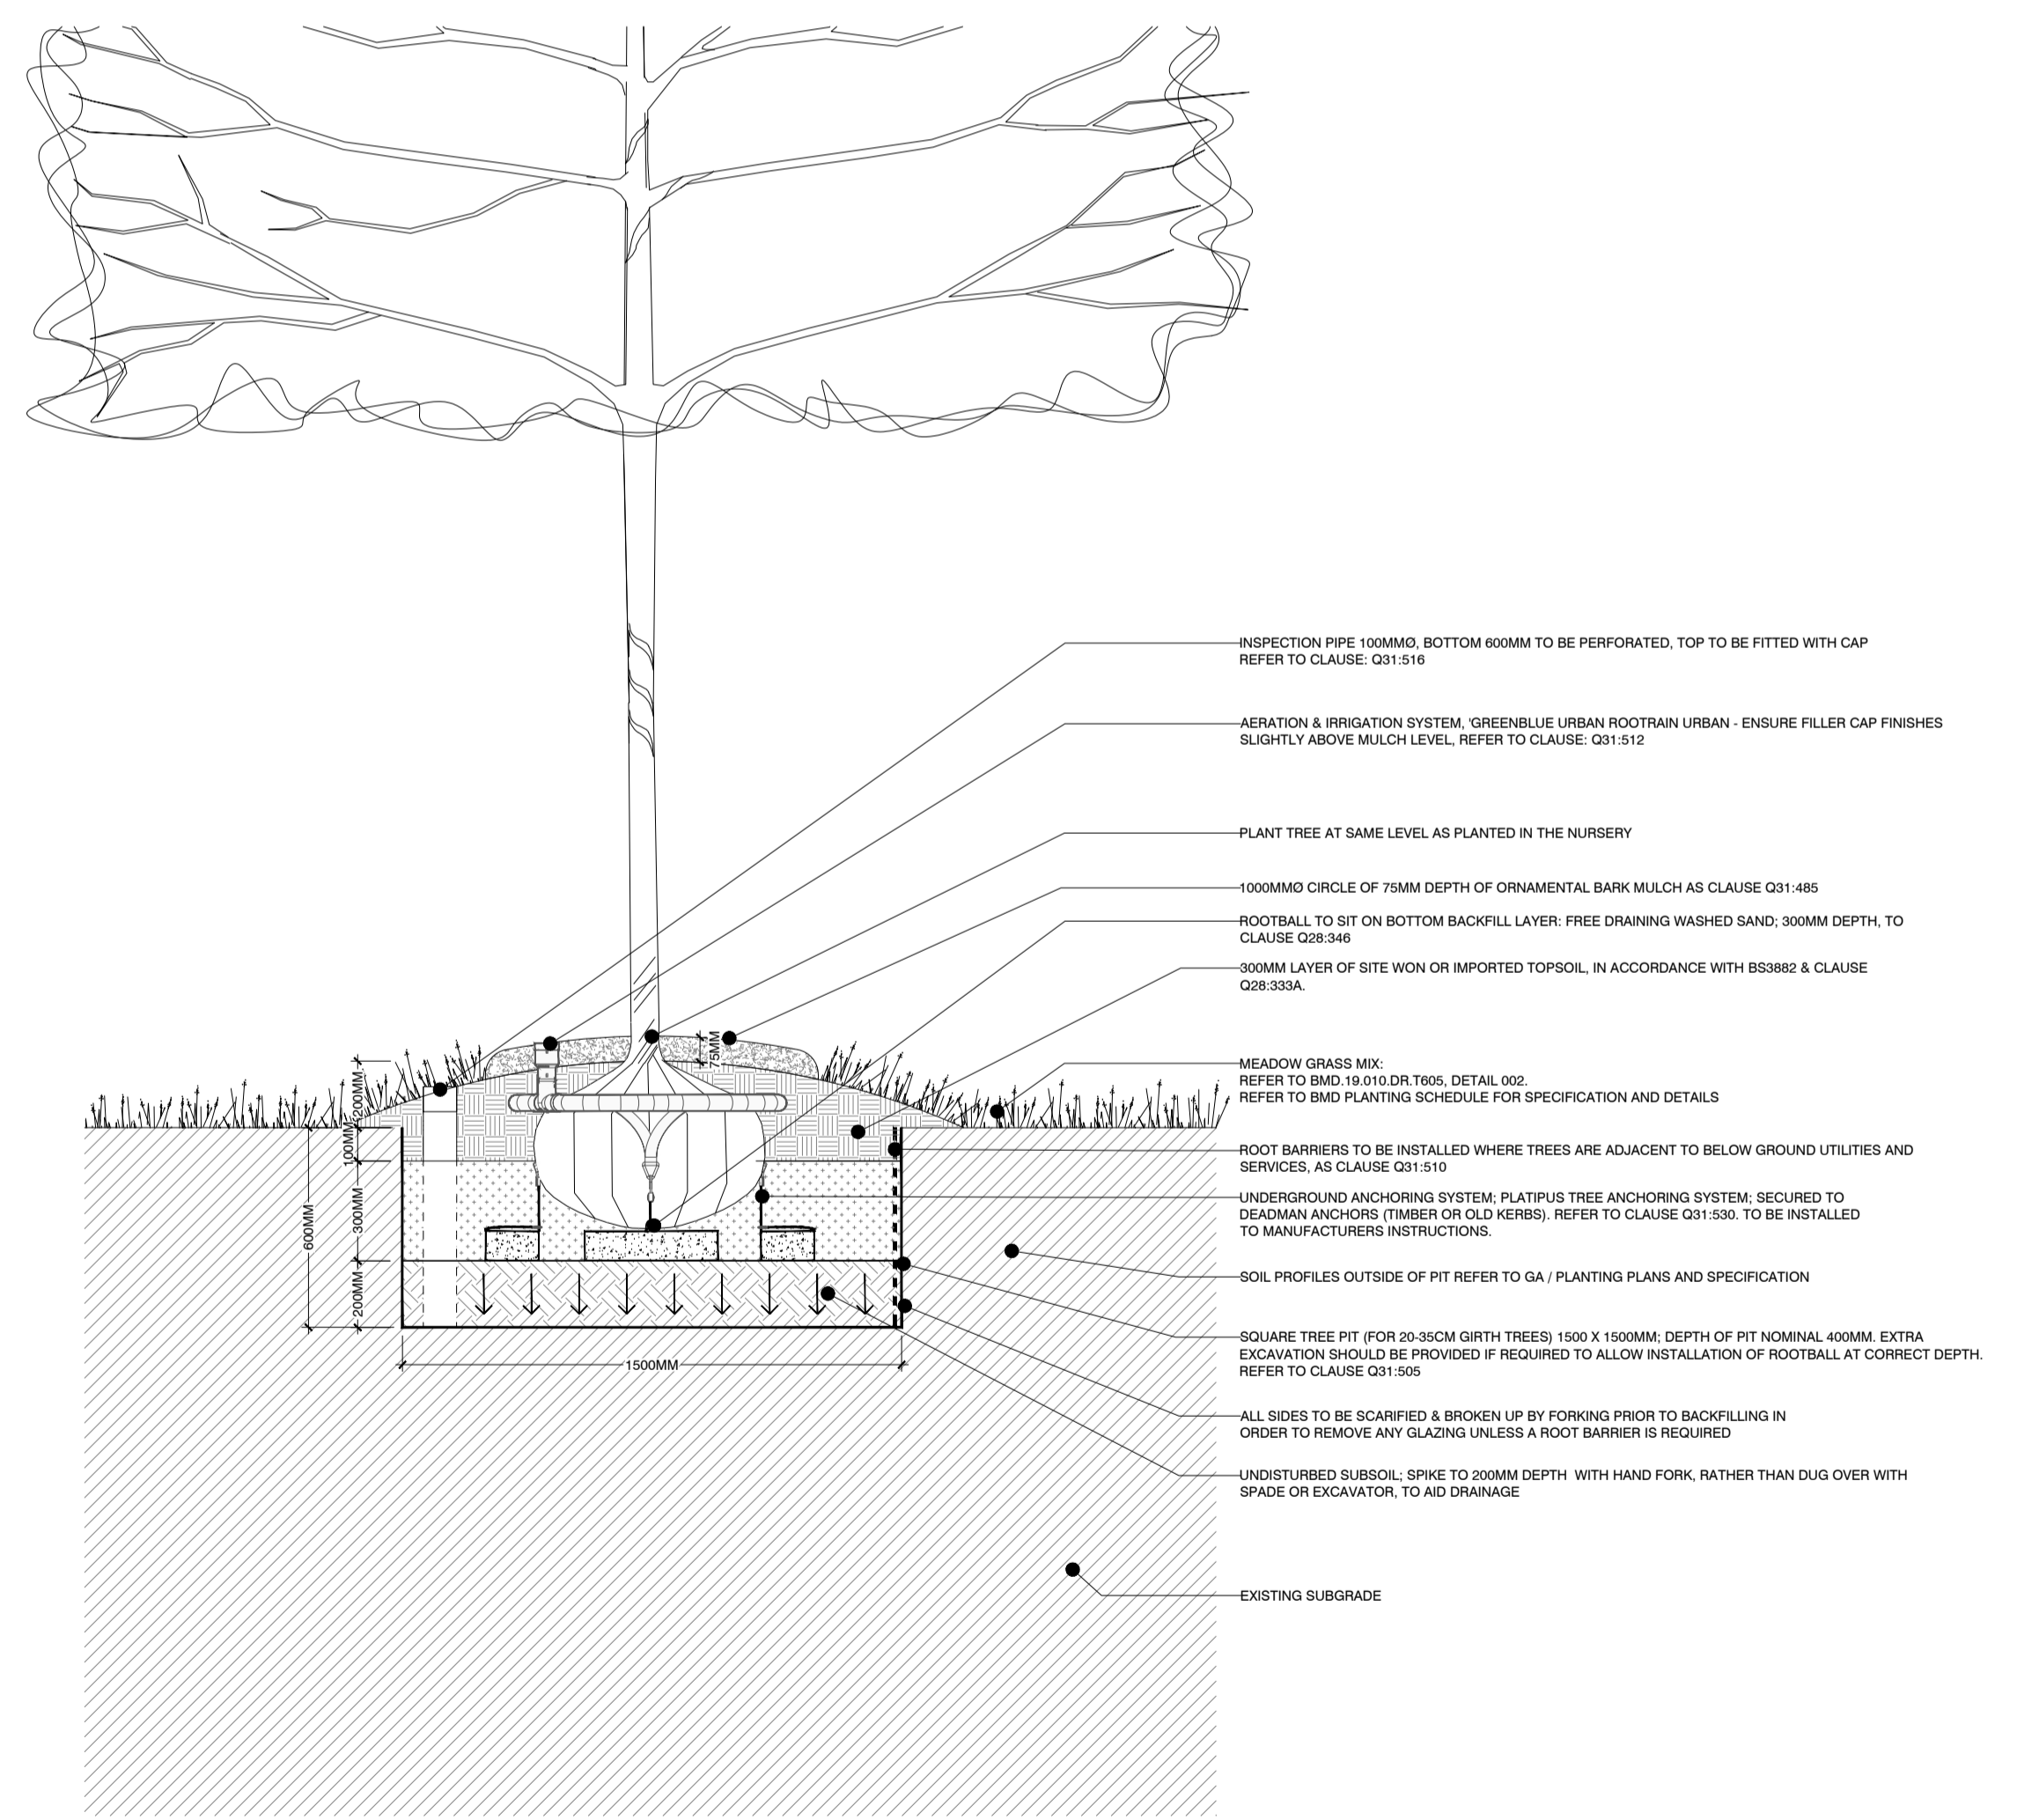 INSPECTION PIPE 100MMØ, BOTTOM 600MM TO BE PERFORATED, TOP TO BE FITTED WITH CAP
REFER TO CLAUSE: Q31:516
AERATION & IRRIGATION SYSTEM, 'GREENBLUE URBAN ROOTRAIN URBAN - ENSURE FILLER CAP FINISHES
SLIGHTLY ABOVE MULCH LEVEL, REFER TO CLAUSE: Q31:512
PLANT TREE AT SAME LEVEL AS PLANTED IN THE NURSERY
1000MMØ CIRCLE OF 75MM DEPTH OF ORNAMENTAL BARK MULCH AS CLAUSE Q31:485
ROOTBALL TO SIT ON BOTTOM BACKFILL LAYER: FREE DRAINING WASHED SAND; 300MM DEPTH, TO
CLAUSE Q28:346
300MM LAYER OF SITE WON OR IMPORTED TOPSOIL, IN ACCORDANCE WITH BS3882 & CLAUSE
Q28:333A.
MEADOW GRASS MIX:
REFER TO BMD.19.010.DR.T605, DETAIL 002.
REFER TO BMD PLANTING SCHEDULE FOR SPECIFICATION AND DETAILS
ROOT BARRIERS TO BE INSTALLED WHERE TREES ARE ADJACENT TO BELOW GROUND UTILITIES AND
SERVICES, AS CLAUSE Q31:510
UNDERGROUND ANCHORING SYSTEM; PLATIPUS TREE ANCHORING SYSTEM; SECURED TO
DEADMAN ANCHORS (TIMBER OR OLD KERBS). REFER TO CLAUSE Q31:530. TO BE INSTALLED
TO MANUFACTURERS INSTRUCTIONS.
SOIL PROFILES OUTSIDE OF PIT REFER TO GA / PLANTING PLANS AND SPECIFICATION
SQUARE TREE PIT (FOR 20-35CM GIRTH TREES) 1500 X 1500MM; DEPTH OF PIT NOMINAL 400MM. EXTRA
EXCAVATION SHOULD BE PROVIDED IF REQUIRED TO ALLOW INSTALLATION OF ROOTBALL AT CORRECT DEPTH.
REFER TO CLAUSE Q31:505
ALL SIDES TO BE SCARIFIED & BROKEN UP BY FORKING PRIOR TO BACKFILLING IN
ORDER TO REMOVE ANY GLAZING UNLESS A ROOT BARRIER IS REQUIRED
UNDISTURBED SUBSOIL; SPIKE TO 200MM DEPTH WITH HAND FORK, RATHER THAN DUG OVER WITH
SPADE OR EXCAVATOR, TO AID DRAINAGE
EXISTING SUBGRADE
75MM
200MM
100MM
300MM
600MM
200MM
1500MM